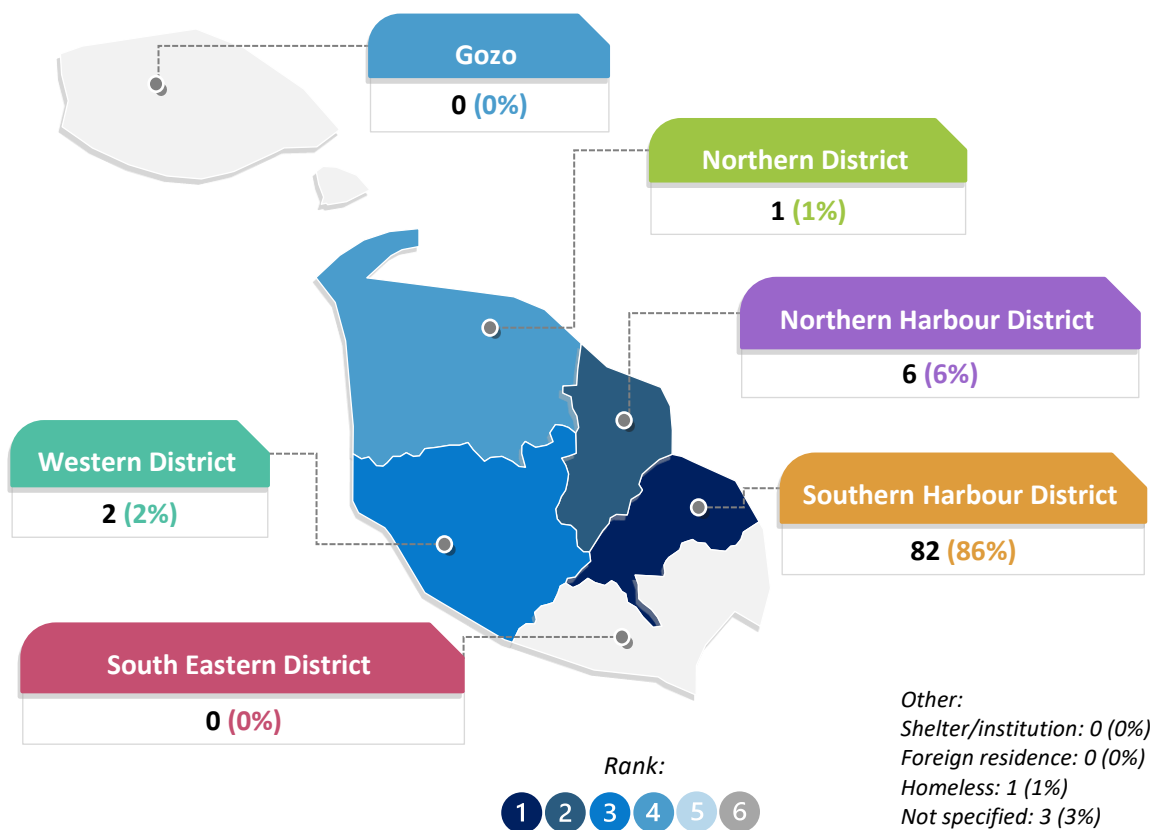 Gozo
0 (0%)
Northern District
1 (1%)
Northern Harbour District
6 (6%)
Western District
2 (2%)
Southern Harbour District
82 (86%)
South Eastern District
0 (0%)
Other:
Shelter/institution: 0 (0%)
Foreign residence: 0 (0%)
Homeless: 1 (1%)
Not specified: 3 (3%)
Rank:
1 2 3 4 5 6